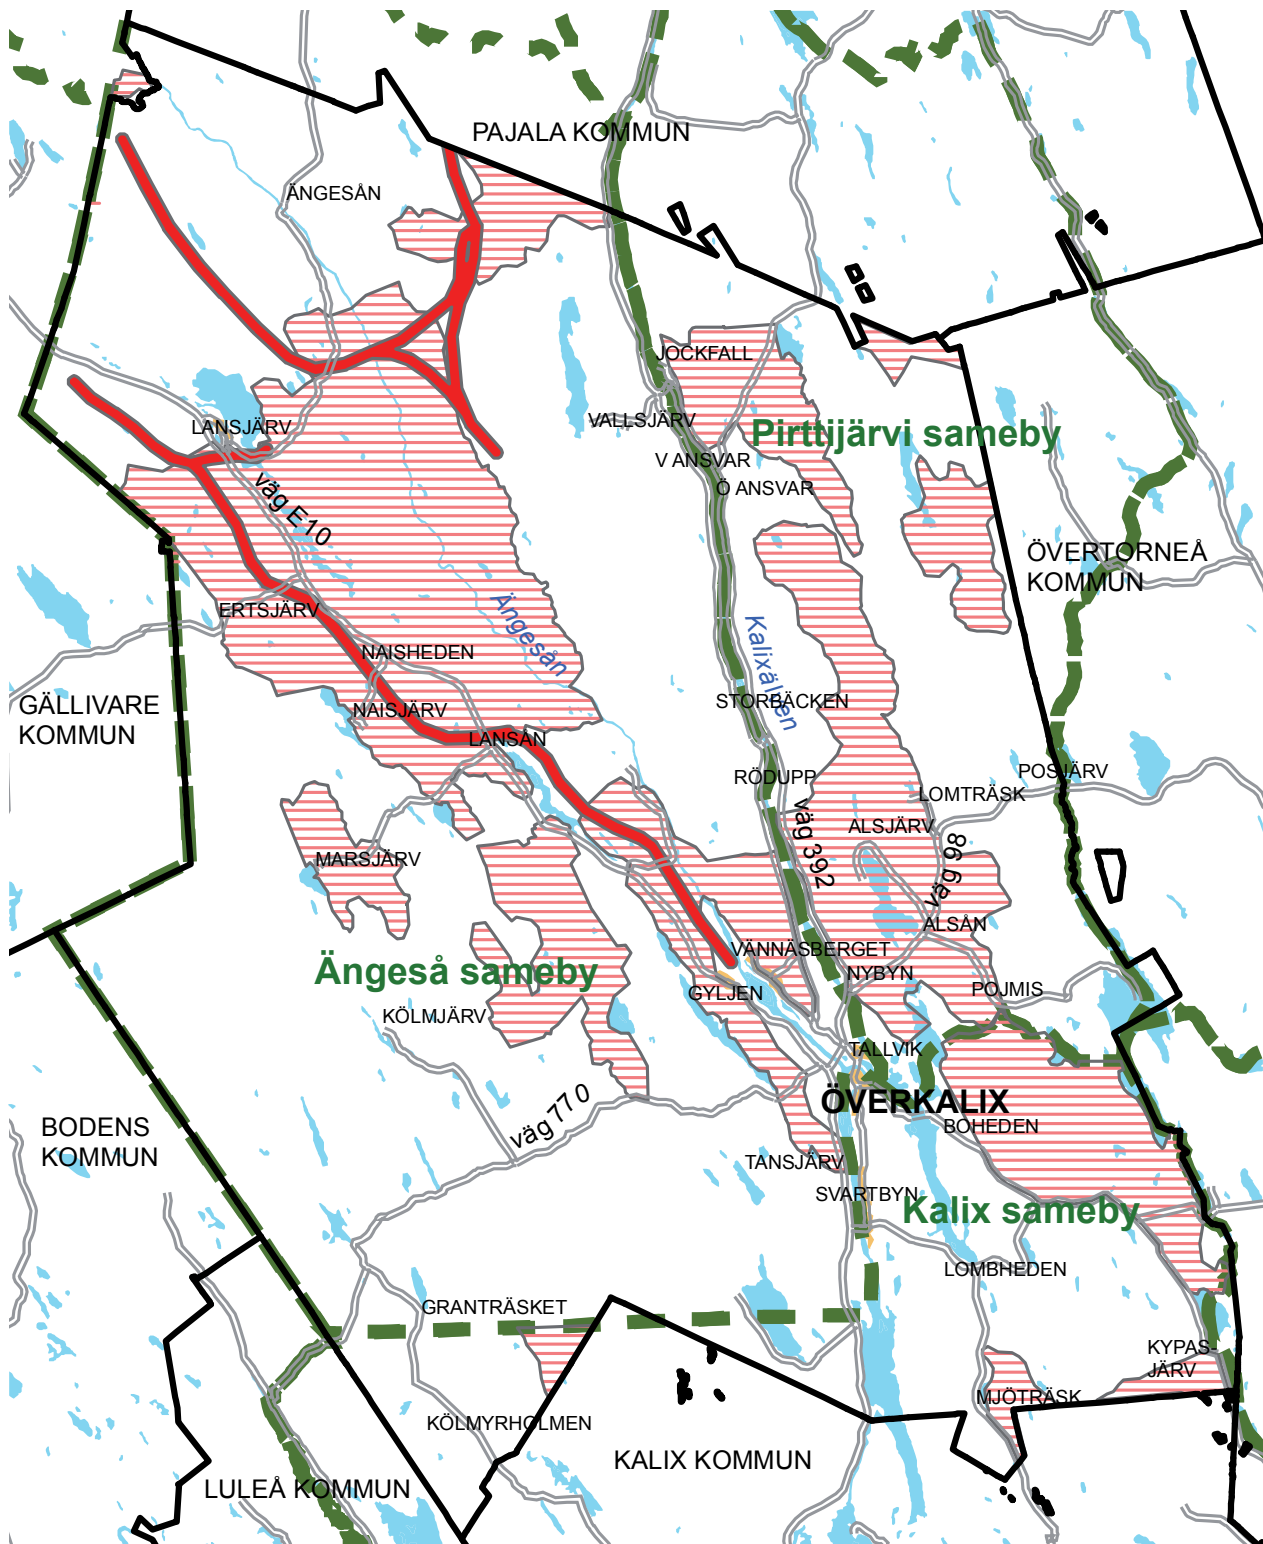 PAJALA KOMMUN
ÄNGESÅN
JOCKFALL
VALLSJÄRV
LANSJÄRV
Pirttijärvi sameby
V ANSVAR
Ö ANSVAR
väg E10
ÖVERTORNEÅ
KOMMUN
ERTSJÄRV
Ängesån
Kalixälven
NAISHEDEN
GÄLLIVARE
KOMMUN
NAISJÄRV
STORBÄCKEN
LANSÅN
RÖDUPP
POSJÄRV
LOMTRÄSK
väg 392
ALSJÄRV
väg 98
MARSJÄRV
ALSÅN
VÄNNÄSBERGET
Ängeså sameby
NYBYN
GYLJEN
POJMIS
KÖLMJÄRV
TALLVIK
ÖVERKALIX
väg 770
BOHEDEN
BODENS
KOMMUN
TANSJÄRV
SVARTBYN
Kalix sameby
LOMBHEDEN
GRANTRÄSKET
KYPAS-
JÄRV
MJÖTRÄSK
KÖLMYRHOLMEN
KALIX KOMMUN
LULEÅ KOMMUN